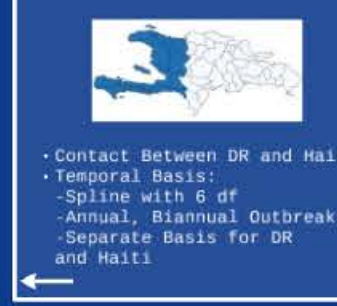 • Contact Between DR and Hai
• Temporal Basis:
-Spline with 6 df
-Annual, Biannual Outbreak
-Separate Basis for DR
and Haiti